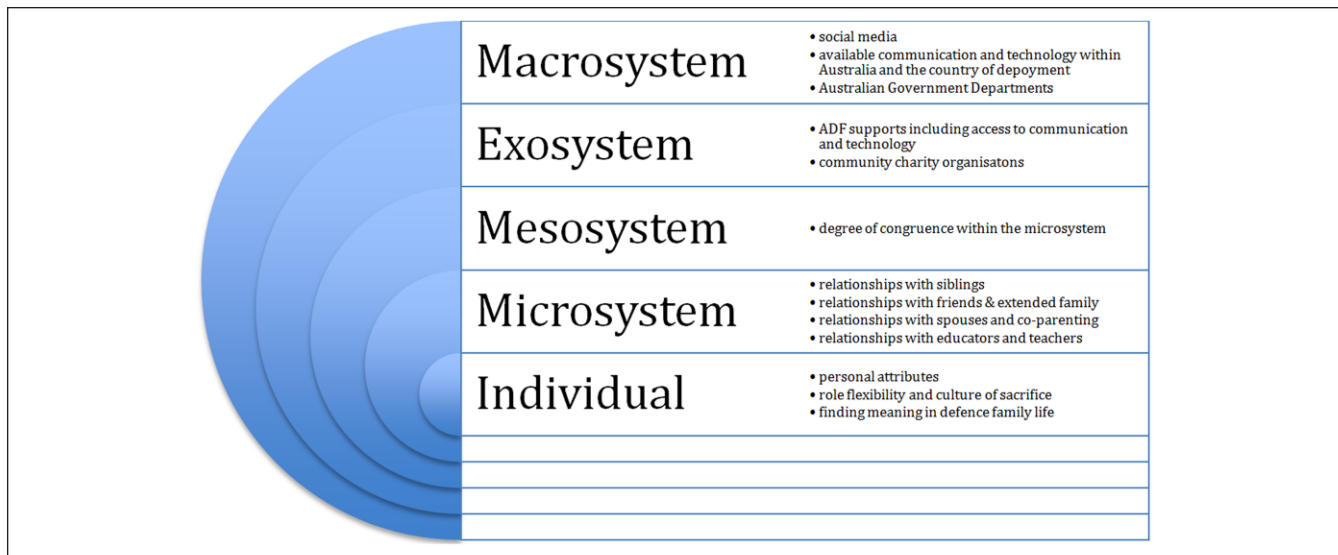 Macrosystem
• social media
• available communication and technology within
Australia and the country of depoyment
• Australian Government Departments
Exosystem
• ADF supports including access to communication
and technology
• community charity organisatons
Mesosystem
• degree of congruence within the microsystem
Microsystem
• relationships with siblings
• relationships with friends & extended family
• relationships with spouses and co-parenting
• relationships with educators and teachers
Individual
• personal attributes
• role flexibility and culture of sacrifice
• finding meaning in defence family life